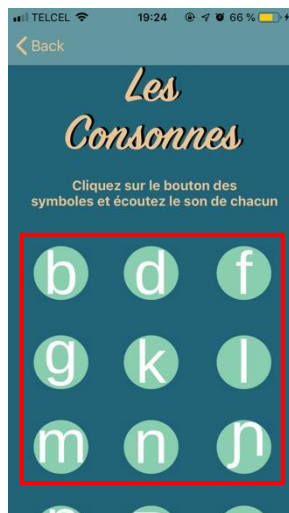 TELCEL 19:24 66 %
Back
Les
Consonnes
Cliquez sur le bouton des
symboles et écoutez le son de chacun
b d f
g k l
m n ɲ